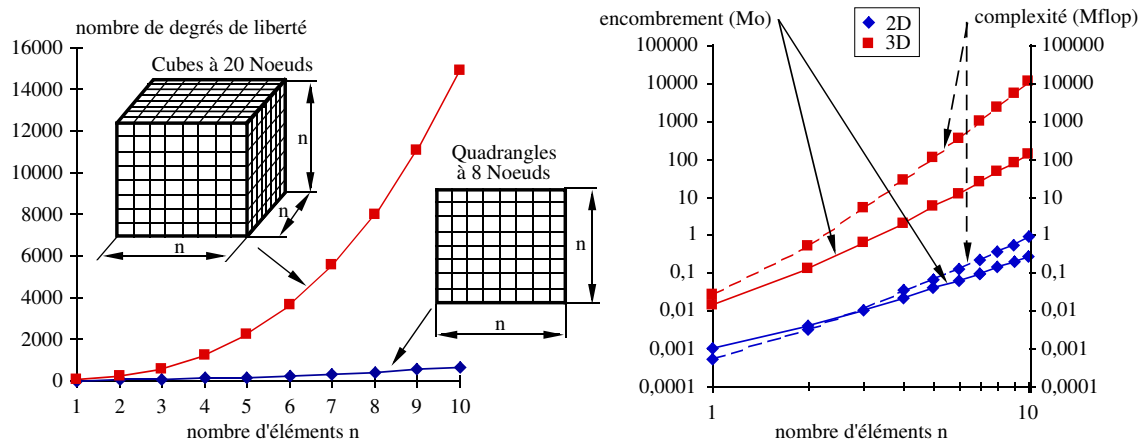 nombre de degrés de liberté
16000
14000
12000
10000
8000
6000
4000
2000
0
1 2 3 4 5 6 7 8 9 10
nombre d'éléments n
Cubes à 20 Noeuds
n
n
n
Quadrangles
à 8 Noeuds
n
n
encombrement (Mo)
2D
3D
complexité (Mflop)
100000
10000
1000
100
10
1
0,1
0,01
0,001
0,0001
100000
10000
1000
100
10
1
0,1
0,01
0,001
0,0001
1 10
nombre d'éléments n